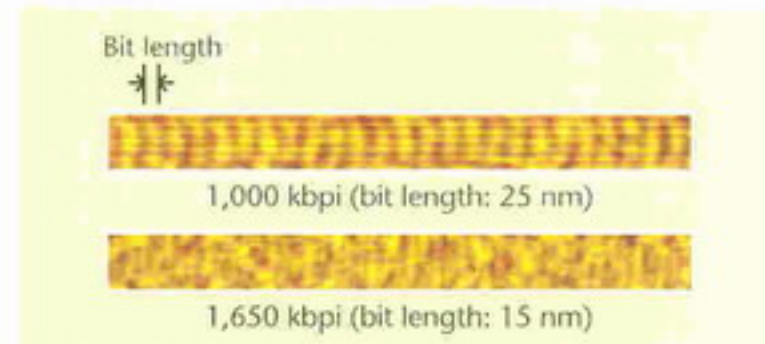 Bit length
1,000 kbpi (bit length: 25 nm)
1,650 kbpi (bit length: 15 nm)